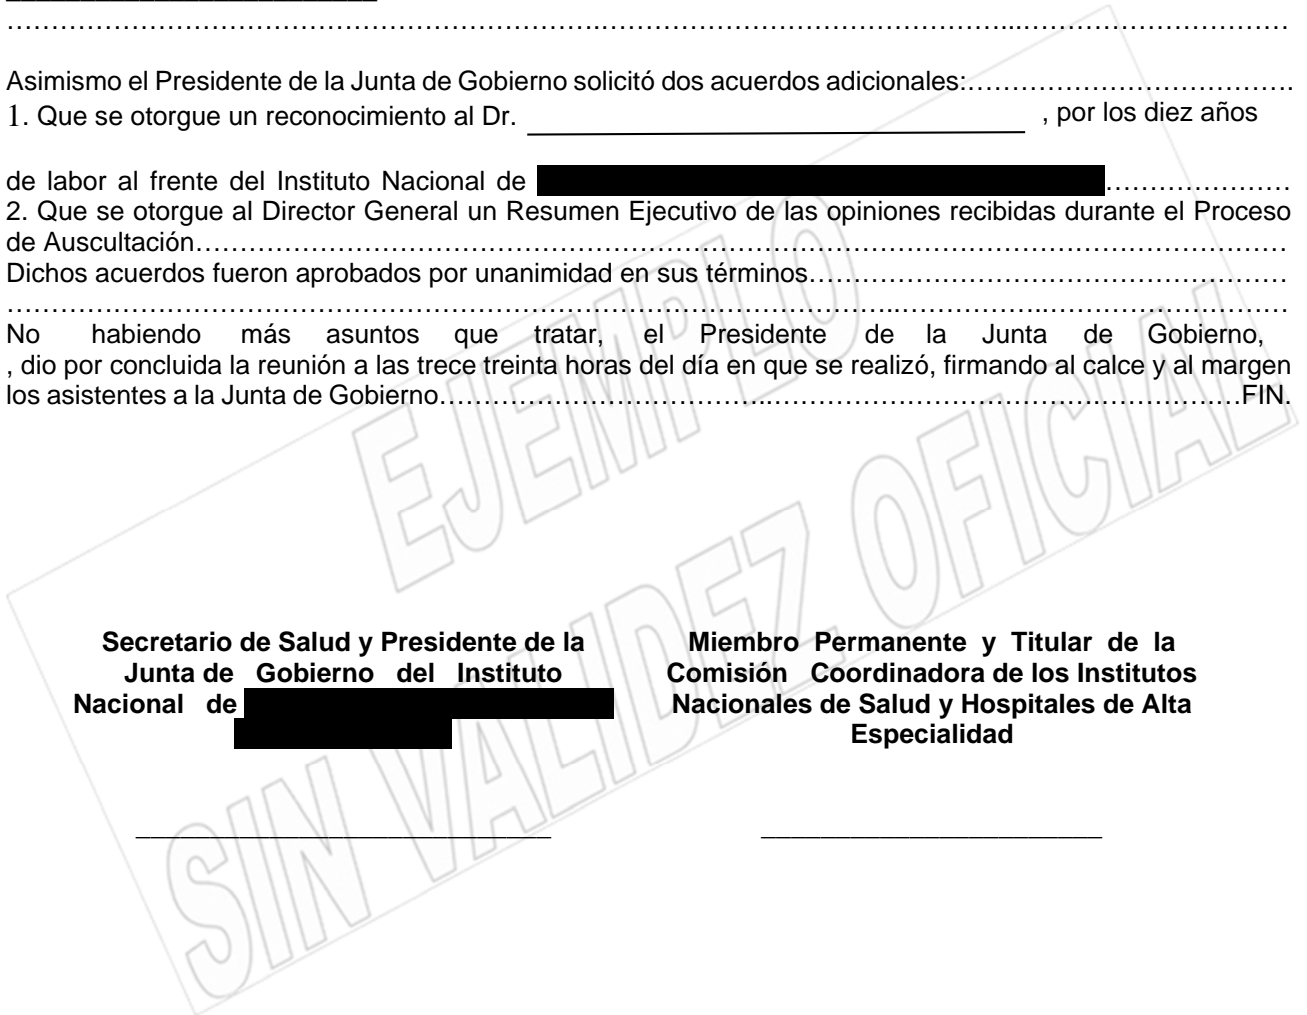 Asimismo el Presidente de la Junta de Gobierno solicitó dos acuerdos adicionales:……………………………….
1. Que se otorgue un reconocimiento al Dr. ____________________, por los diez años
de labor al frente del Instituto Nacional de …………………
2. Que se otorgue al Director General un Resumen Ejecutivo de las opiniones recibidas durante el Proceso
de Auscultación……………………………………………………………………………………………………………
Dichos acuerdos fueron aprobados por unanimidad en sus términos………………………………………………
No habiendo más asuntos que tratar, el Presidente de la Junta de Gobierno,
, dio por concluida la reunión a las trece treinta horas del día en que se realizó, firmando al calce y al margen
los asistentes a la Junta de Gobierno………………………………..………………………………………………FIN.
EJEMPLO
SIN VALIDEZ OFICIAL
Secretario de Salud y Presidente de la
Junta de Gobierno del Instituto
Nacional de
Miembro Permanente y Titular de la
Comisión Coordinadora de los Institutos
Nacionales de Salud y Hospitales de Alta
Especialidad